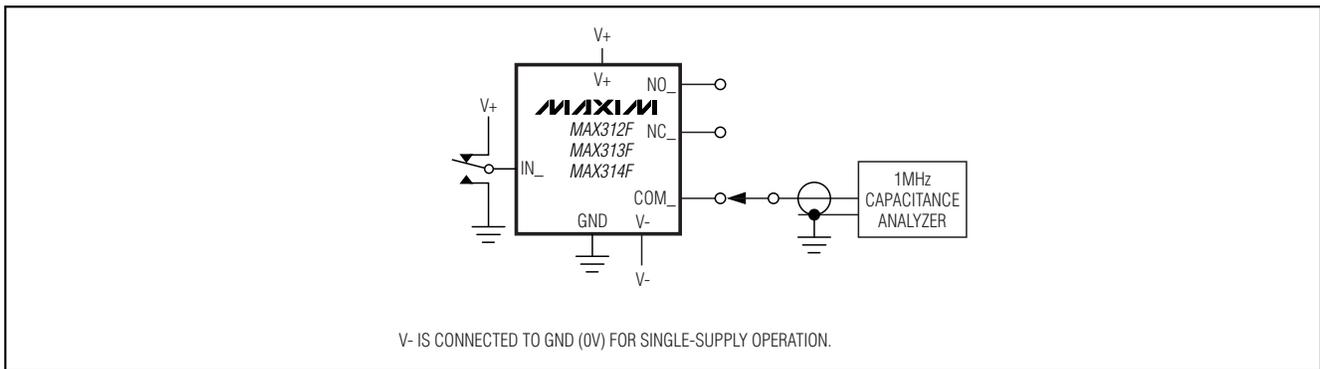 V+
V+
NO_
V+
MAXIM
MAX312F
NC_
MAX313F
IN_
MAX314F
COM_
1MHz
CAPACITANCE
ANALYZER
GND
V-
V-
V- IS CONNECTED TO GND (0V) FOR SINGLE-SUPPLY OPERATION.